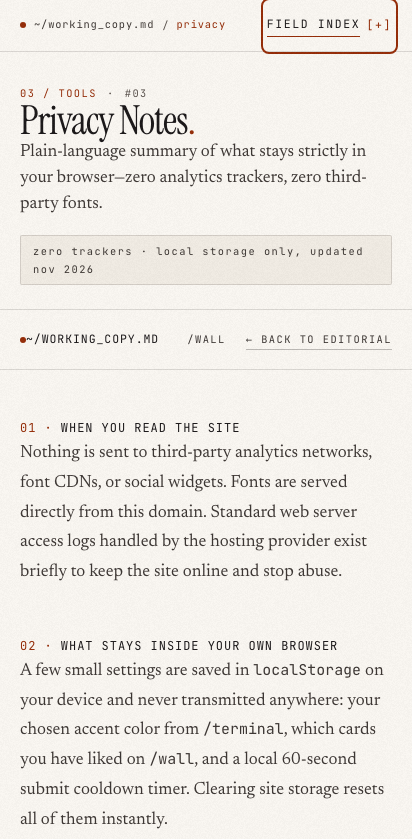 ● ~/working_copy.md / privacy
FIELD INDEX [+]
03 / TOOLS · #03
Privacy Notes.
Plain-language summary of what stays strictly in
your browser—zero analytics trackers, zero third-
party fonts.
zero trackers · local storage only, updated
nov 2026
●~/WORKING_COPY.MD /WALL ← BACK TO EDITORIAL
01 · WHEN YOU READ THE SITE
Nothing is sent to third-party analytics networks,
font CDNs, or social widgets. Fonts are served
directly from this domain. Standard web server
access logs handled by the hosting provider exist
briefly to keep the site online and stop abuse.
02 · WHAT STAYS INSIDE YOUR OWN BROWSER
A few small settings are saved in localStorage on
your device and never transmitted anywhere: your
chosen accent color from /terminal, which cards
you have liked on /wall, and a local 60-second
submit cooldown timer. Clearing site storage resets
all of them instantly.